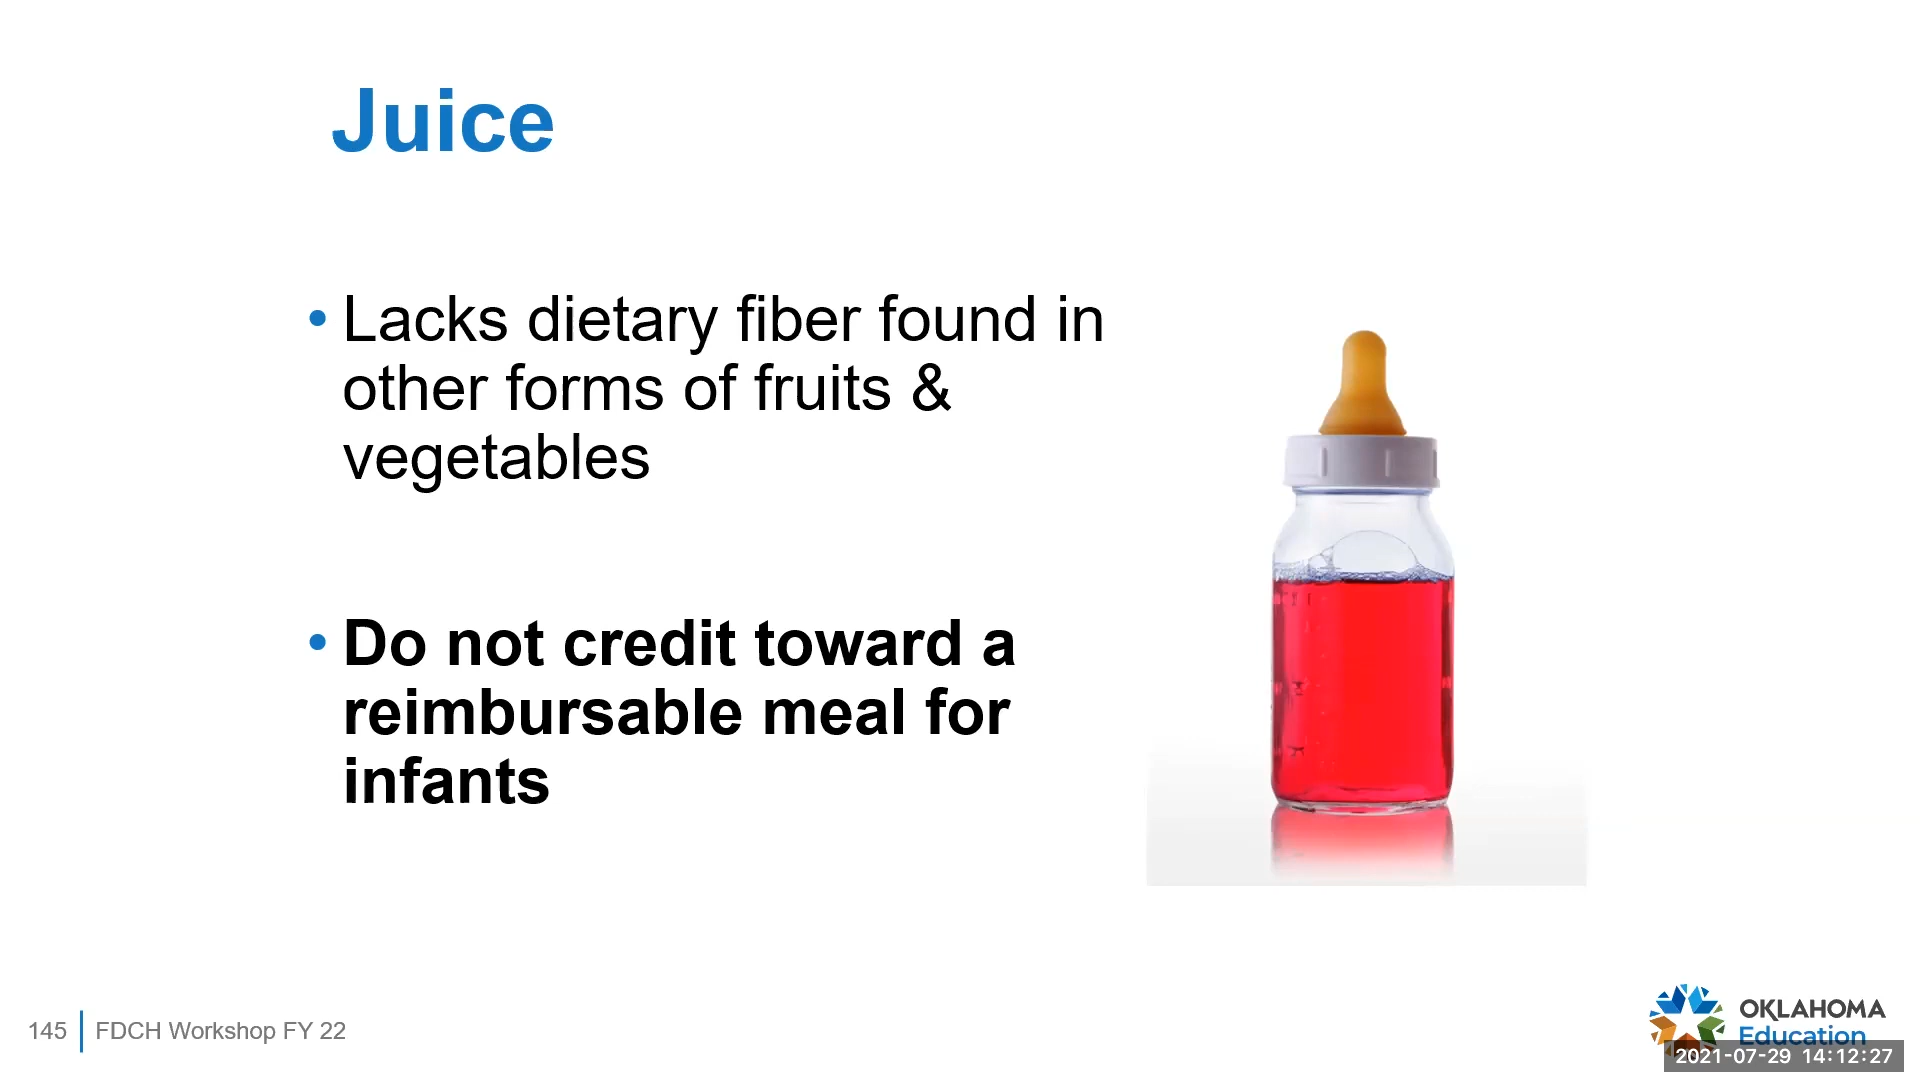 Juice
• Lacks dietary fiber found in
other forms of fruits &
vegetables
• Do not credit toward a
reimbursable meal for
infants
145 | FDCH Workshop FY 22
OKLAHOMA
Education
2021-07-29 14:12:27